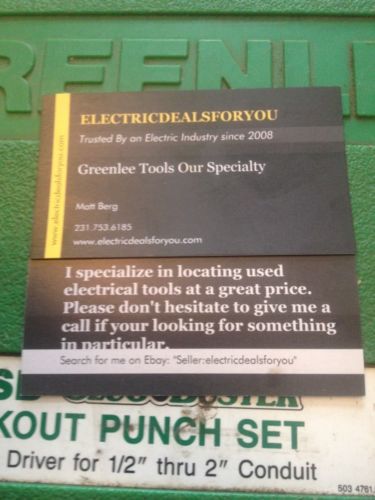 GREENLE
ELECTRICDEALSFORYOU
Trusted By an Electric Industry since 2008
Greenlee Tools Our Specialty
Matt Berg
231.753.6185
www.electricdealsforyou.com
www.electricdealsforyou.com
I specialize in locating used
electrical tools at a great price.
Please don't hesitate to give me a
call if your looking for something
in particular.
Search for me on Ebay: "Seller:electricdealsforyou"
KOUT PUNCH SET
Driver for 1/2" thru 2" Conduit
503 4761